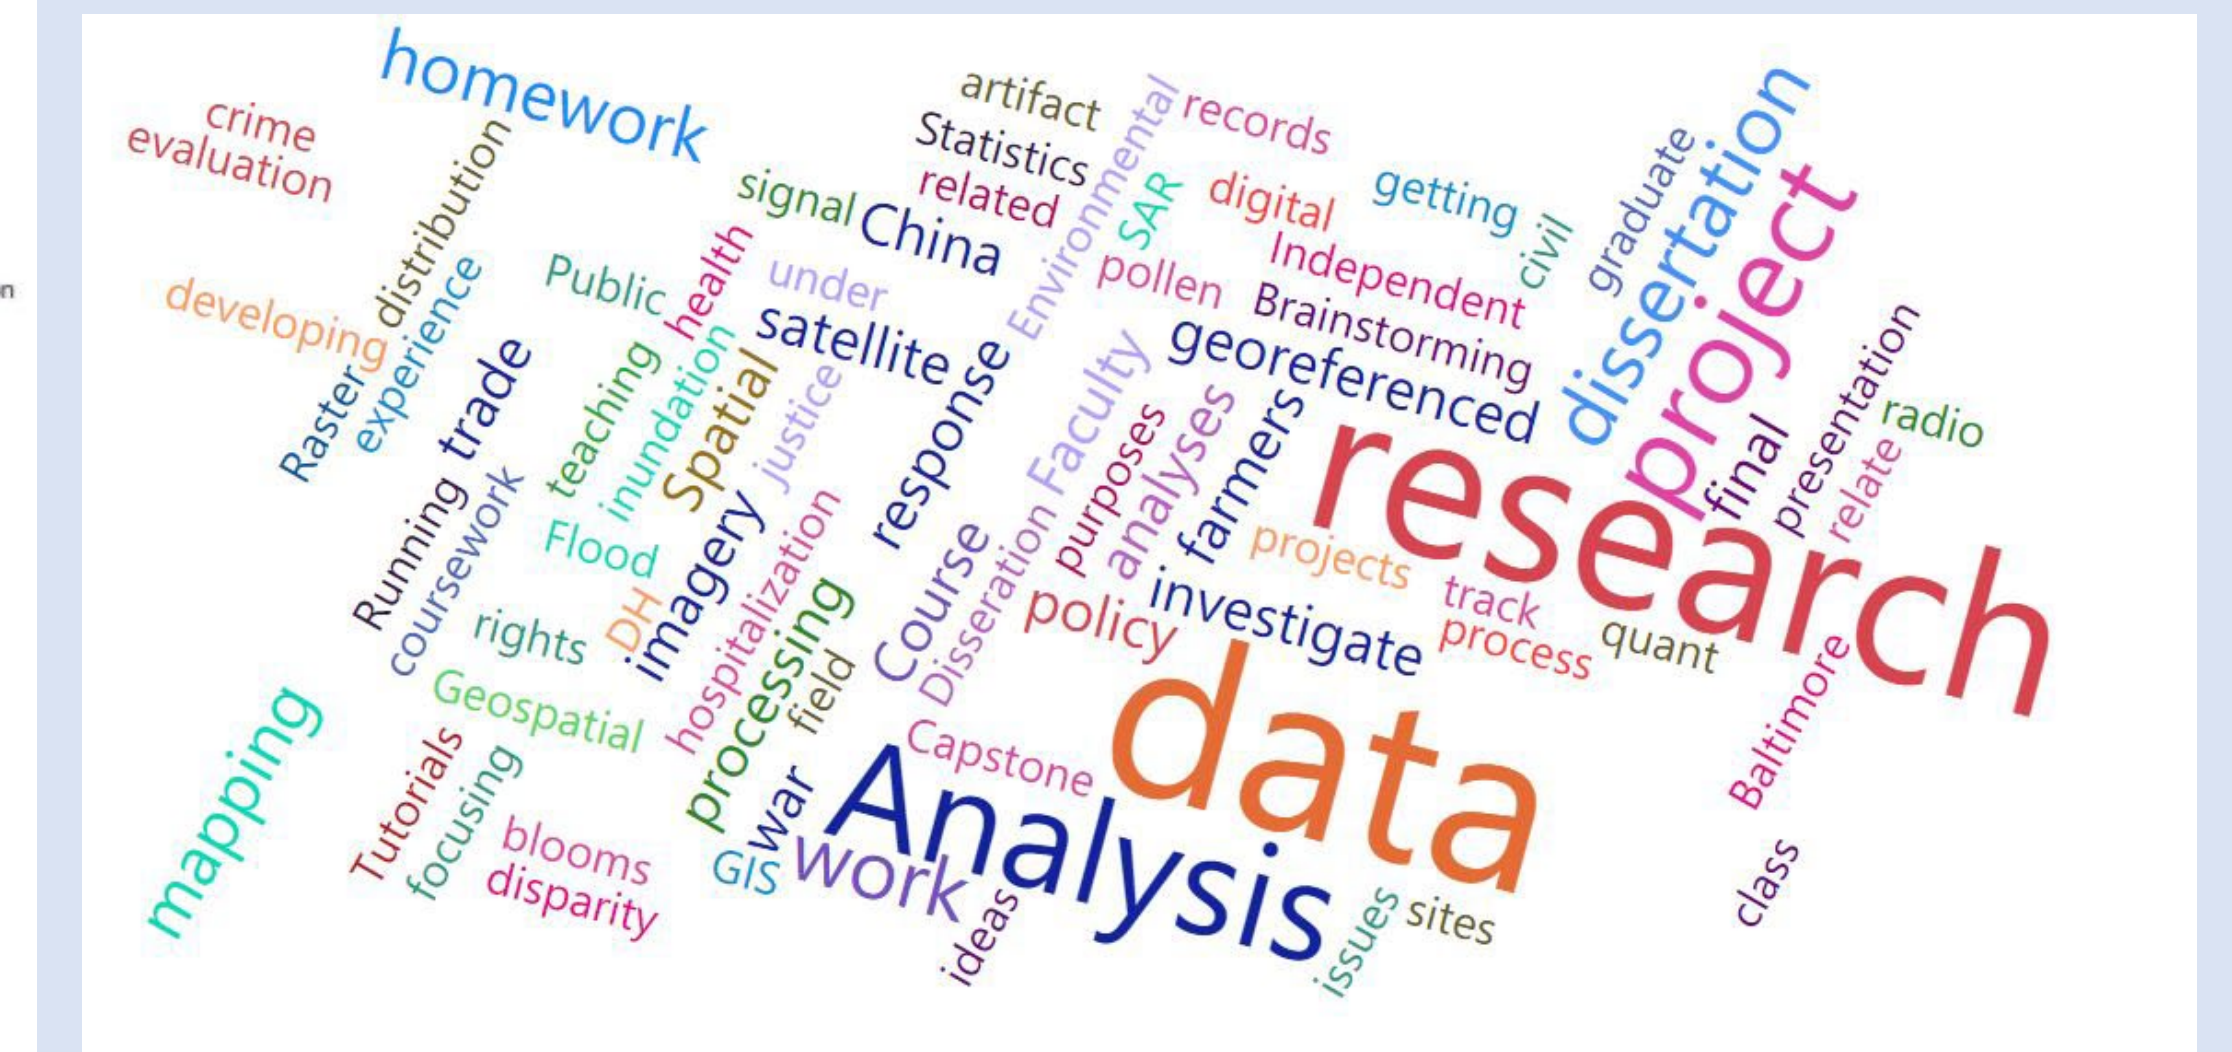 n
homework
crime
evaluation
distribution
developing
experience
Raster
trade
Running
coursework
artifact
Statistics
related
Environmental
records
SAR
digital
getting
civil
graduate
dissertation
project
signal
China
Public
health
under
satellite
pollen
Independent
Brainstorming
georeferenced
teaching
inundation
Spatial
justice
response
Faculty
purposes
analyses
farmers
research
final
presentation
radio
relate
Flood
imagery
DH
rights
hospitalization
processing
field
Course
Disseration
policy
investigate
projects
track
process
quant
Baltimore
Geospatial
mapping
Tutorials
focusing
blooms
disparity
GIS
war
work
Capstone
data
Analysis
ideas
issues
sites
class